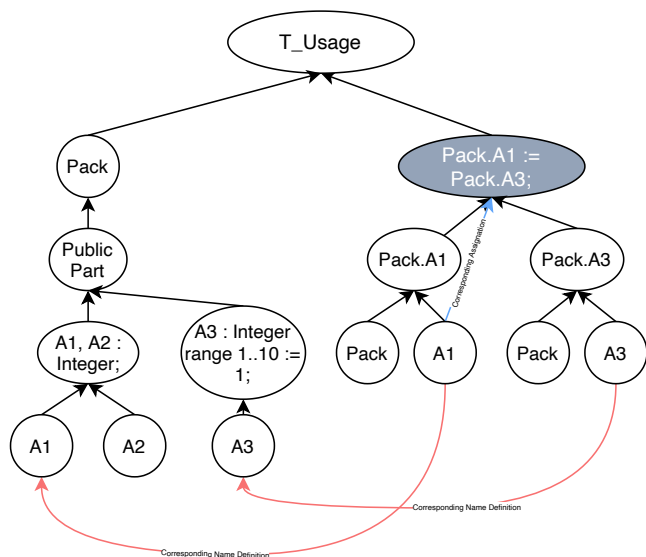 T_Usage
Pack
Pack.A1 :=
Pack.A3;
Public
Part
Pack.A1
Pack.A3
Corresponding Assignation
A1, A2 :
Integer;
A3 : Integer
range 1..10 :=
1;
Pack
A1
Pack
A3
A1
A2
A3
Corresponding Name Definition
Corresponding Name Definition